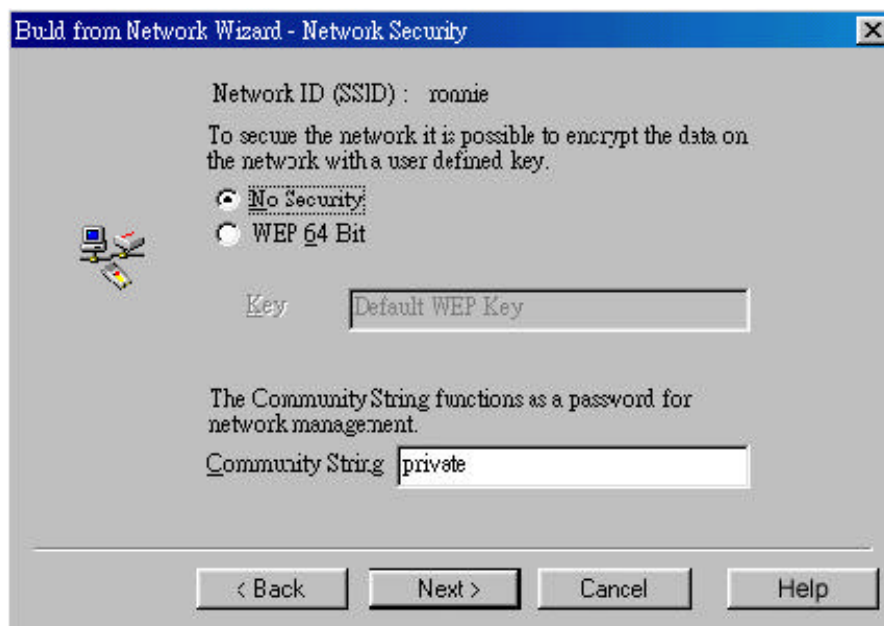 Build from Network Wizard - Network Security
Network ID (SSID) : ronnie
To secure the network it is possible to encrypt the data on
the network with a user defined key.
No Security
WEP 64 Bit
Key
Default WEP Key
The Community String functions as a password for
network management.
Community String
private
< Back
Next >
Cancel
Help